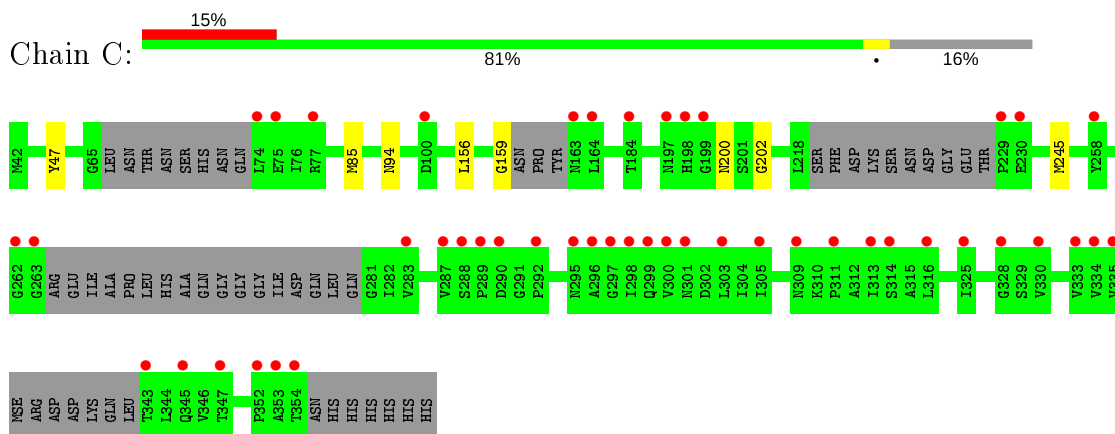 15%
Chain C:
81% • 16%
M42 Y47 G65 LEU ASN THR ASN SER HIS ASN GLN L74 E75 I76 R77 M85 N94 D100 L156 G159 ASN PRO TYR N163 L164 T184 N197 H198 G199 N200 S201 G202 L218 SER PHE ASP LYS SER ASN ASP GLY GLU THR P229 E230 M245 Y258
G262 G263 ARG GLU ILE ALA PRO LEU HIS ALA GLN GLY GLY GLY ILE ASP GLN LEU GLN G281 I282 V283 V287 S288 P289 D290 G291 P292 N295 A296 G297 I298 Q299 V300 N301 D302 L303 I304 I305 N309 K310 P311 A312 I313 S314 A315 L316 I325 G328 S329 V330 V333 V334 V335
MSE ARG ASP ASP LYS GLN LEU T343 L344 Q345 V346 T347 P352 A353 T354 ASN HIS HIS HIS HIS HIS HIS